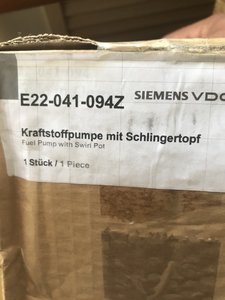 E22-041-094Z SIEMENS VDO
Kraftstoffpumpe mit Schlingertopf
Fuel Pump with Swirl Pot
1 Stück / 1 Piece